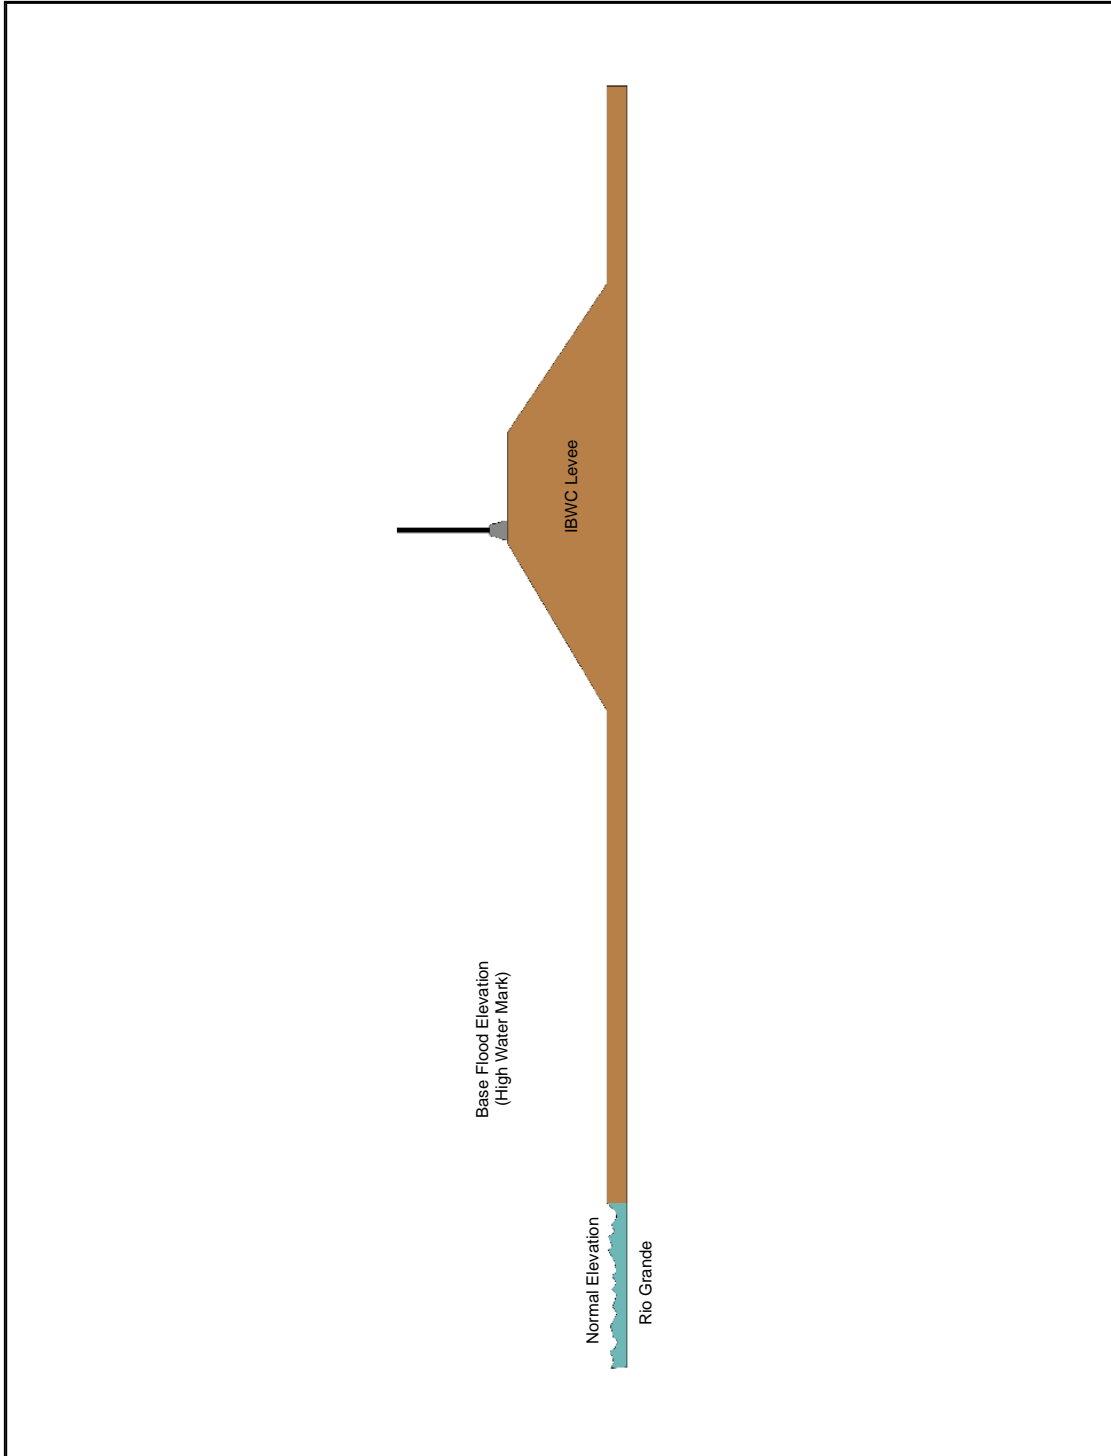 IBWC Levee
Base Flood Elevation
(High Water Mark)
Normal Elevation
Rio Grande